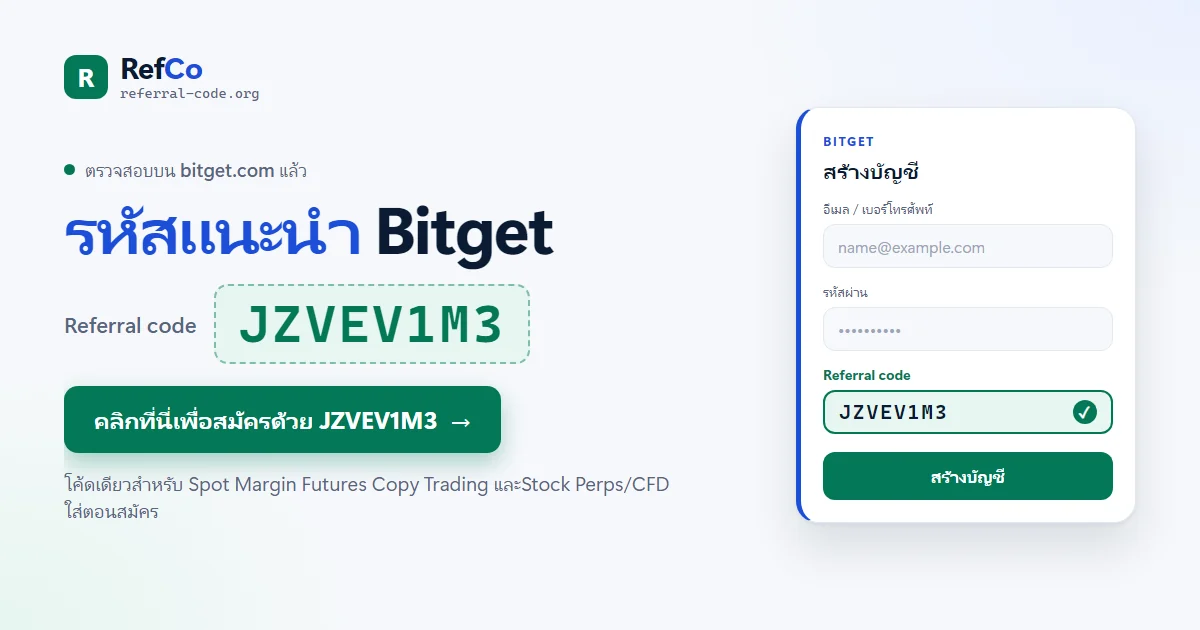 R
RefCo
referral-code.org
ตรวจสอบบน bitget.com แล้ว
รหัสแนะนำ Bitget
Referral code
JZVEV1M3
คลิกที่นี่เพื่อสมัครด้วย JZVEV1M3 →
โค้ดเดียวสำหรับ Spot Margin Futures Copy Trading และStock Perps/CFD
ใส่ตอนสมัคร
BITGET
สร้างบัญชี
อีเมล / เบอร์โทรศัพท์
name@example.com
รหัสผ่าน
••••••••••
Referral code
JZVEV1M3 ✓
สร้างบัญชี